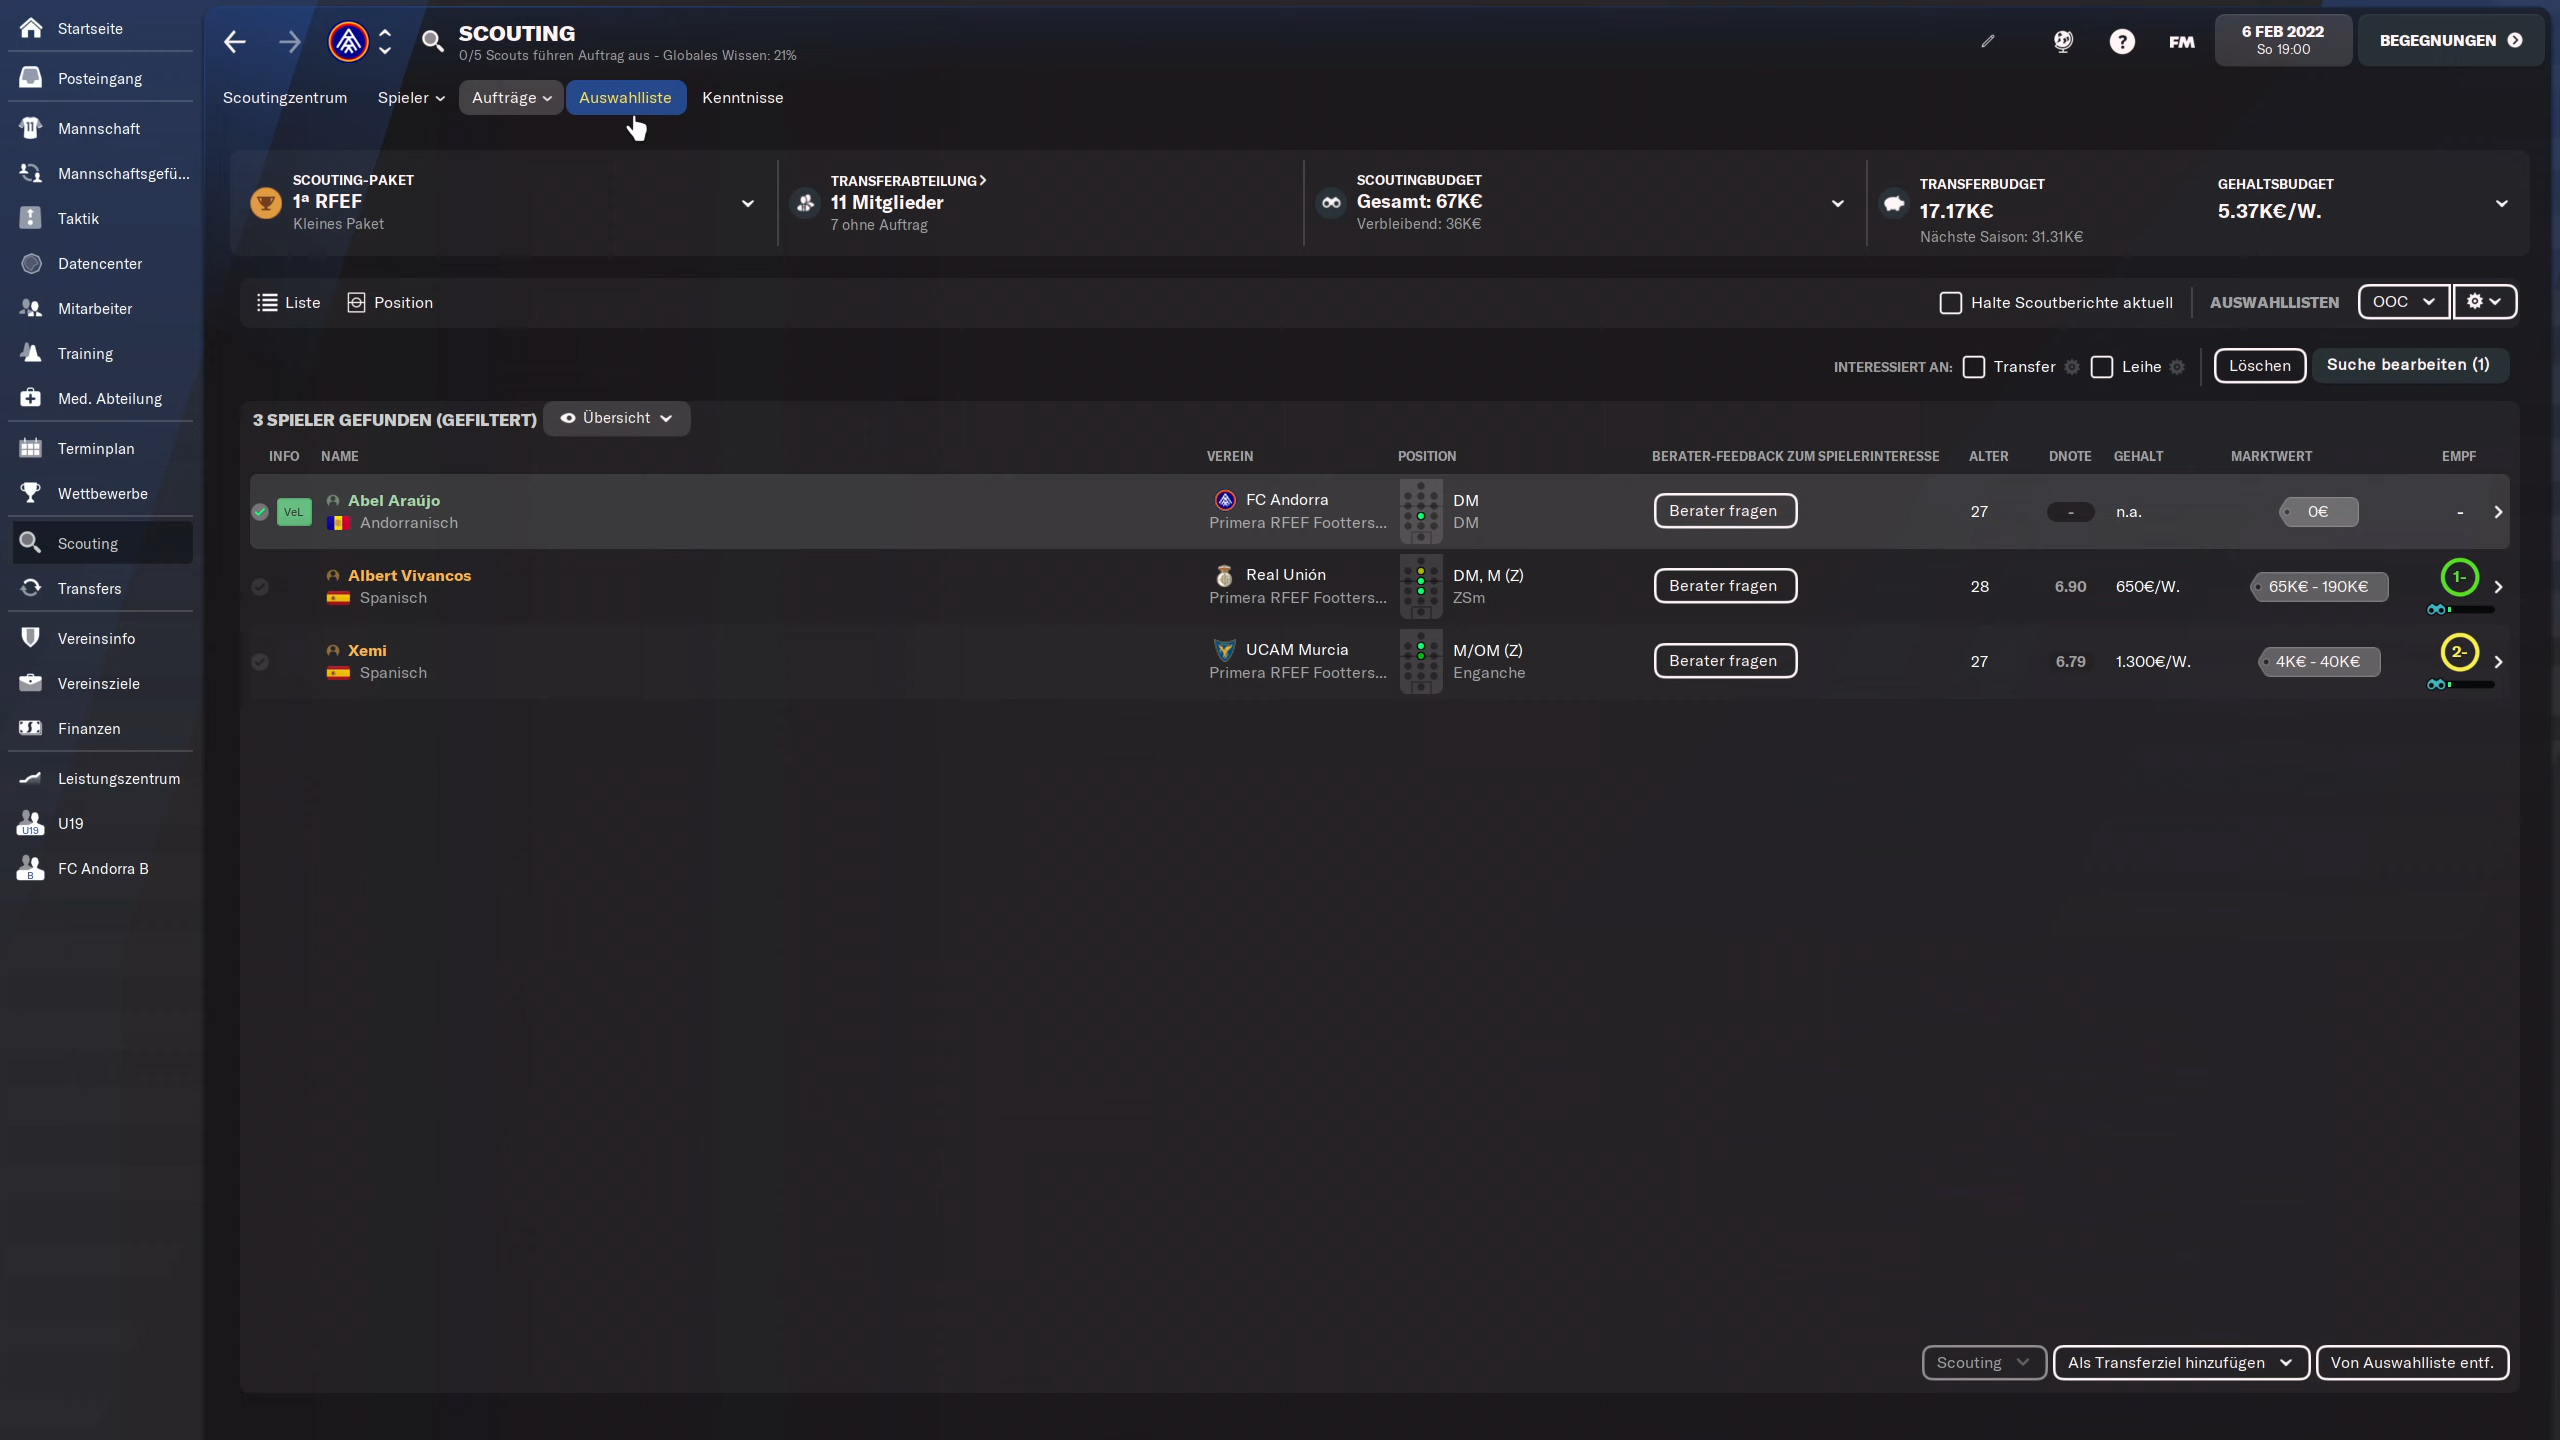 Startseite
Posteingang
Mannschaft
Mannschaftsgefü...
Taktik
Datencenter
Mitarbeiter
Training
Med. Abteilung
Terminplan
Wettbewerbe
Scouting
Transfers
Vereinsinfo
Vereinsziele
Finanzen
Leistungszentrum
U19
U19
B
FC Andorra B
SCOUTING
0/5 Scouts führen Auftrag aus - Globales Wissen: 21%
?
FM
6 FEB 2022
So 19:00
BEGEGNUNGEN
Scoutingzentrum
Spieler
Aufträge
Auswahlliste
Kenntnisse
SCOUTING-PAKET
1ª RFEF
Kleines Paket
TRANSFERABTEILUNG
11 Mitglieder
7 ohne Auftrag
SCOUTINGBUDGET
Gesamt: 67K€
Verbleibend: 36K€
TRANSFERBUDGET
17.17K€
Nächste Saison: 31.31K€
GEHALTSBUDGET
5.37K€/W.
Liste
Position
Halte Scoutberichte aktuell
AUSWAHLLISTEN
OOC
INTERESSIERT AN:
Transfer
Leihe
Löschen
Suche bearbeiten (1)
3 SPIELER GEFUNDEN (GEFILTERT)
Übersicht
INFO NAME VEREIN POSITION BERATER-FEEDBACK ZUM SPIELERINTERESSE ALTER DNOTE GEHALT MARKTWERT EMPF
VeL Abel Araújo FC Andorra DM Berater fragen 27 - n.a. 0€ -
Andorranisch Primera RFEF Footters... DM
Albert Vivancos Real Unión DM, M (Z) Berater fragen 28 6.90 650€/W. 65K€ - 190K€ 1-
Spanisch Primera RFEF Footters... ZSm
Xemi UCAM Murcia M/OM (Z) Berater fragen 27 6.79 1.300€/W. 4K€ - 40K€ 2-
Spanisch Primera RFEF Footters... Enganche
Scouting
Als Transferziel hinzufügen
Von Auswahlliste entf.